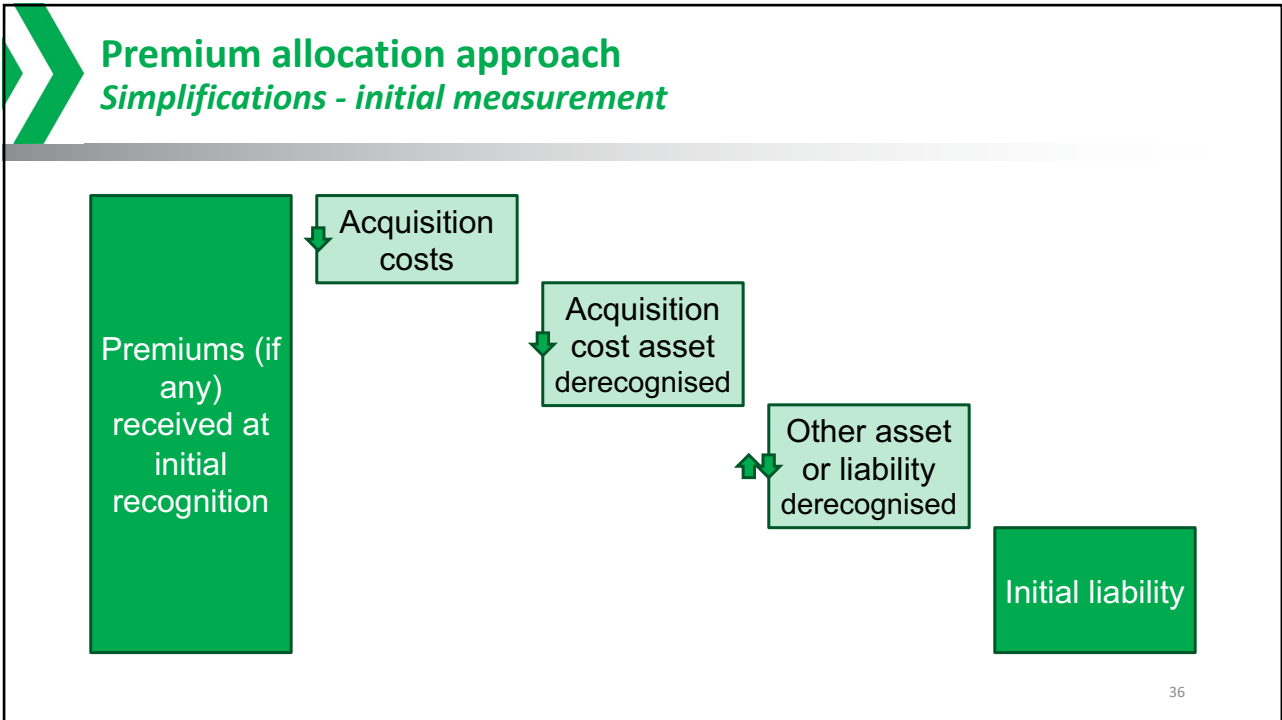 Premium allocation approach
Simplifications - initial measurement
Premiums (if
any)
received at
initial
recognition
Acquisition
costs
Acquisition
cost asset
derecognised
Other asset
or liability
derecognised
Initial liability
36